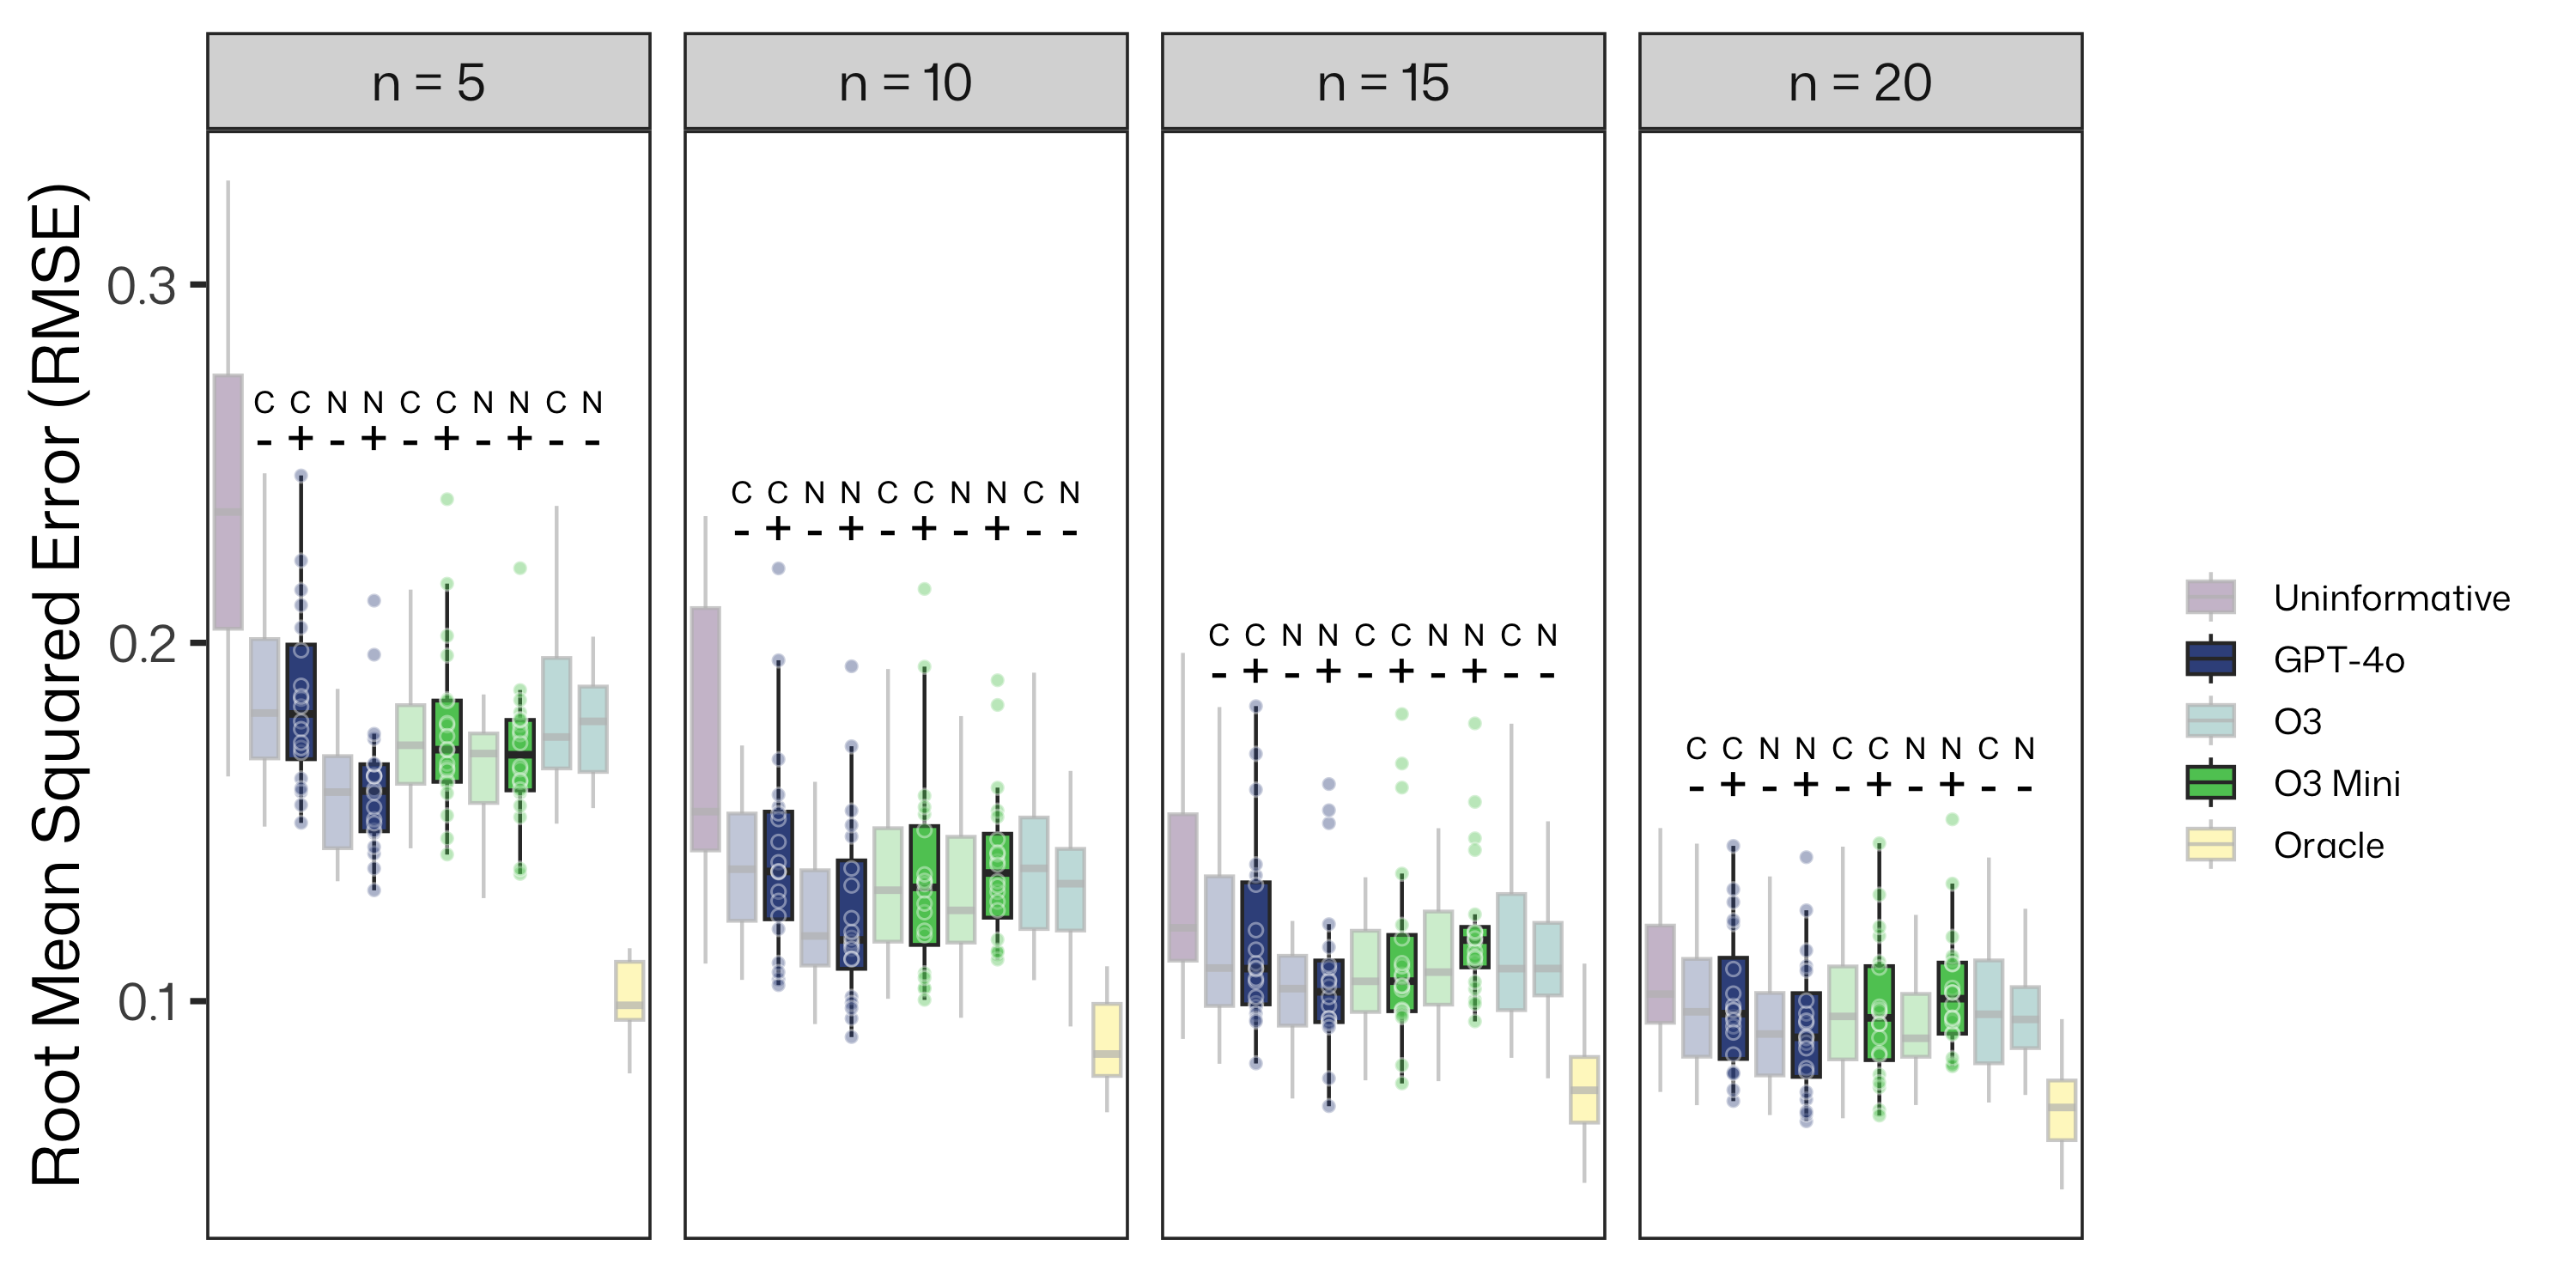 n = 5
n = 10
n = 15
n = 20
Root Mean Squared Error (RMSE)
0.3
0.2
0.1
C C N N C C N N C N
- + - + - + - + - -
C C N N C C N N C N
- + - + - + - + - -
C C N N C C N N C N
- + - + - + - + - -
C C N N C C N N C N
- + - + - + - + - -
Uninformative
GPT-4o
O3
O3 Mini
Oracle